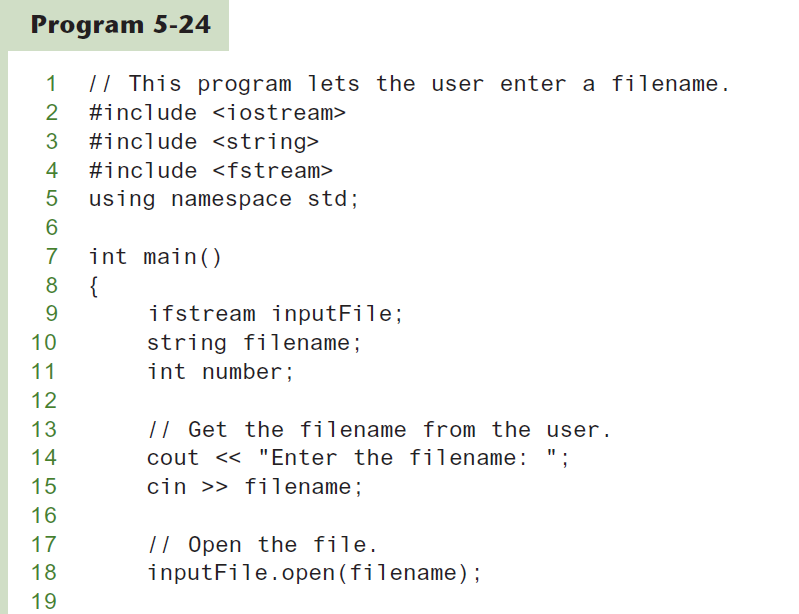 Program 5-24
1 // This program lets the user enter a filename.
2 #include <iostream>
3 #include <string>
4 #include <fstream>
5 using namespace std;
6
7 int main()
8 {
9 ifstream inputFile;
10 string filename;
11 int number;
12
13 // Get the filename from the user.
14 cout << "Enter the filename: ";
15 cin >> filename;
16
17 // Open the file.
18 inputFile.open(filename);
19